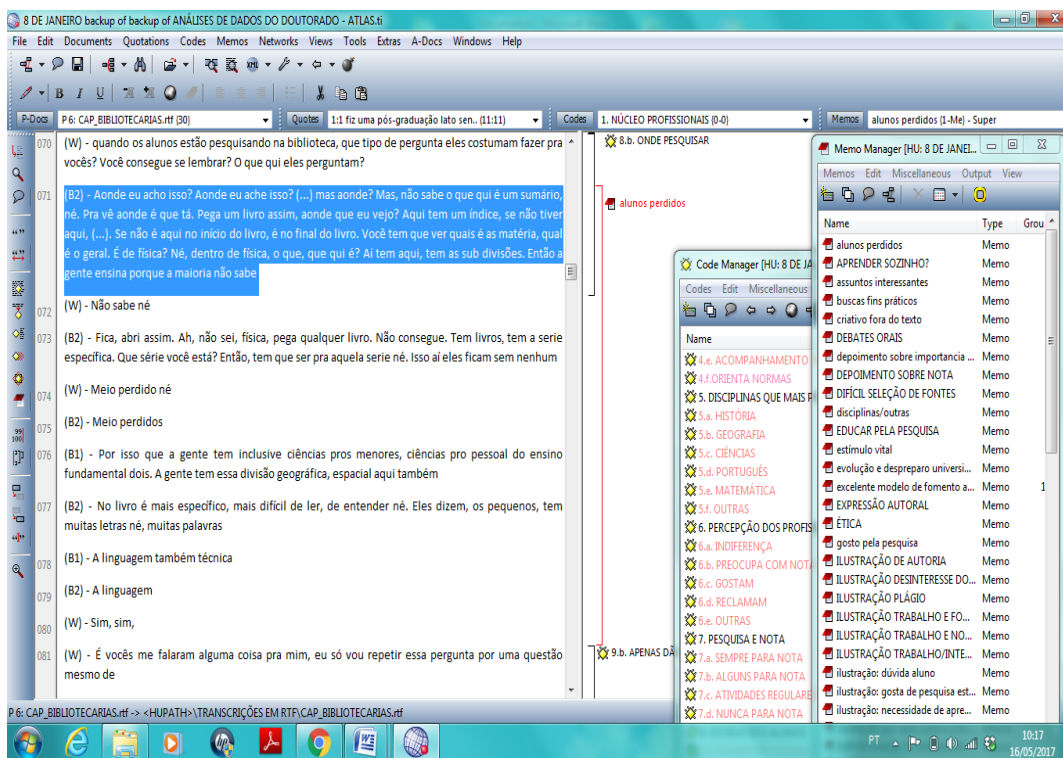 8 DE JANEIRO backup of backup of ANÁLISES DE DADOS DO DOUTORADO - ATLAS.ti
File Edit Documents Quotations Codes Memos Networks Views Tools Extras A-Docs Windows Help
B I U
P-Docs P 6: CAP_BIBLIOTECARIAS.rtf (30) Quotes 1:1 fiz uma pós-graduação lato sen.. (11:11) Codes 1. NÚCLEO PROFISSIONAIS (0-0) Memos alunos perdidos (1-Me) - Super
070 (W) - quando os alunos estão pesquisando na biblioteca, que tipo de pergunta eles costumam fazer pra
vocês? Você consegue se lembrar? O que qui eles perguntam?
071 (B2) - Aonde eu acho isso? Aonde eu ache isso? (...) mas aonde? Mas, não sabe o que qui é um sumário,
né. Pra vê aonde é que tá. Pega um livro assim, aonde que eu vejo? Aqui tem um índice, se não tiver
aqui, (...). Se não é aqui no início do livro, é no final do livro. Você tem que ver quais é as matéria, qual
é o geral. É de física? Né, dentro de física, o que, que qui é? Aí tem aqui, tem as sub divisões. Então a
gente ensina porque a maioria não sabe
072 (W) - Não sabe né
073 (B2) - Fica, abri assim. Ah, não sei, física, pega qualquer livro. Não consegue. Tem livros, tem a serie
específica. Que série você está? Então, tem que ser pra aquela serie né. Isso aí eles ficam sem nenhum
074 (W) - Meio perdido né
075 (B2) - Meio perdidos
076 (B1) - Por isso que a gente tem inclusive ciências pros menores, ciências pro pessoal do ensino
fundamental dois. A gente tem essa divisão geográfica, espacial aqui também
077 (B2) - No livro é mais específico, mais difícil de ler, de entender né. Eles dizem, os pequenos, tem
muitas letras né, muitas palavras
078 (B1) - A linguagem também técnica
079 (B2) - A linguagem
080 (W) - Sim, sim,
081 (W) - É vocês me falaram alguma coisa pra mim, eu só vou repetir essa pergunta por uma questão
mesmo de
8.b. ONDE PESQUISAR
alunos perdidos
9.b. APENAS DÃ
Code Manager [HU: 8 DE JA
Codes Edit Miscellaneous
Name
4.e. ACOMPANHAMENTO
4.f.ORIENTA NORMAS
5. DISCIPLINAS QUE MAIS P
5.a. HISTÓRIA
5.b. GEOGRAFIA
5.c. CIÊNCIAS
5.d. PORTUGUÊS
5.e. MATEMÁTICA
5.f. OUTRAS
6. PERCEPÇÃO DOS PROFIS
6.a. INDIFERENÇA
6.b. PREOCUPA COM NOTA
6.c. GOSTAM
6.d. RECLAMAM
6.e. OUTRAS
7. PESQUISA E NOTA
7.a. SEMPRE PARA NOTA
7.b. ALGUNS PARA NOTA
7.c. ATIVIDADES REGULARE
7.d. NUNCA PARA NOTA
Memo Manager [HU: 8 DE JANEI...
Memos Edit Miscellaneous Output View
Name Type Grou
alunos perdidos Memo
APRENDER SOZINHO? Memo
assuntos interessantes Memo
buscas fins práticos Memo
criativo fora do texto Memo
DEBATES ORAIS Memo
depoimento sobre importancia ... Memo
DEPOIMENTO SOBRE NOTA Memo
DIFÍCIL SELEÇÃO DE FONTES Memo
disciplinas/outras Memo
EDUCAR PELA PESQUISA Memo
estímulo vital Memo
evolução e despreparo universi... Memo
excelente modelo de fomento a... Memo 1
EXPRESSÃO AUTORAL Memo
ÉTICA Memo
gosto pela pesquisa Memo
ILUSTRAÇÃO DE AUTORIA Memo
ILUSTRAÇÃO DESINTERESSE DO... Memo
ILUSTRAÇÃO PLÁGIO Memo
ILUSTRAÇÃO TRABALHO E FO... Memo
ILUSTRAÇÃO TRABALHO E NO... Memo
ILUSTRAÇÃO TRABALHO/INTE... Memo
ilustração: dúvida aluno Memo
ilustração: gosta de pesquisa est... Memo
ilustração: necessidade de apre... Memo
P 6: CAP_BIBLIOTECARIAS.rtf -> <HUPATH>\TRANSCRIÇÕES EM RTF\CAP_BIBLIOTECARIAS.rtf
PT
10:17
16/05/2017